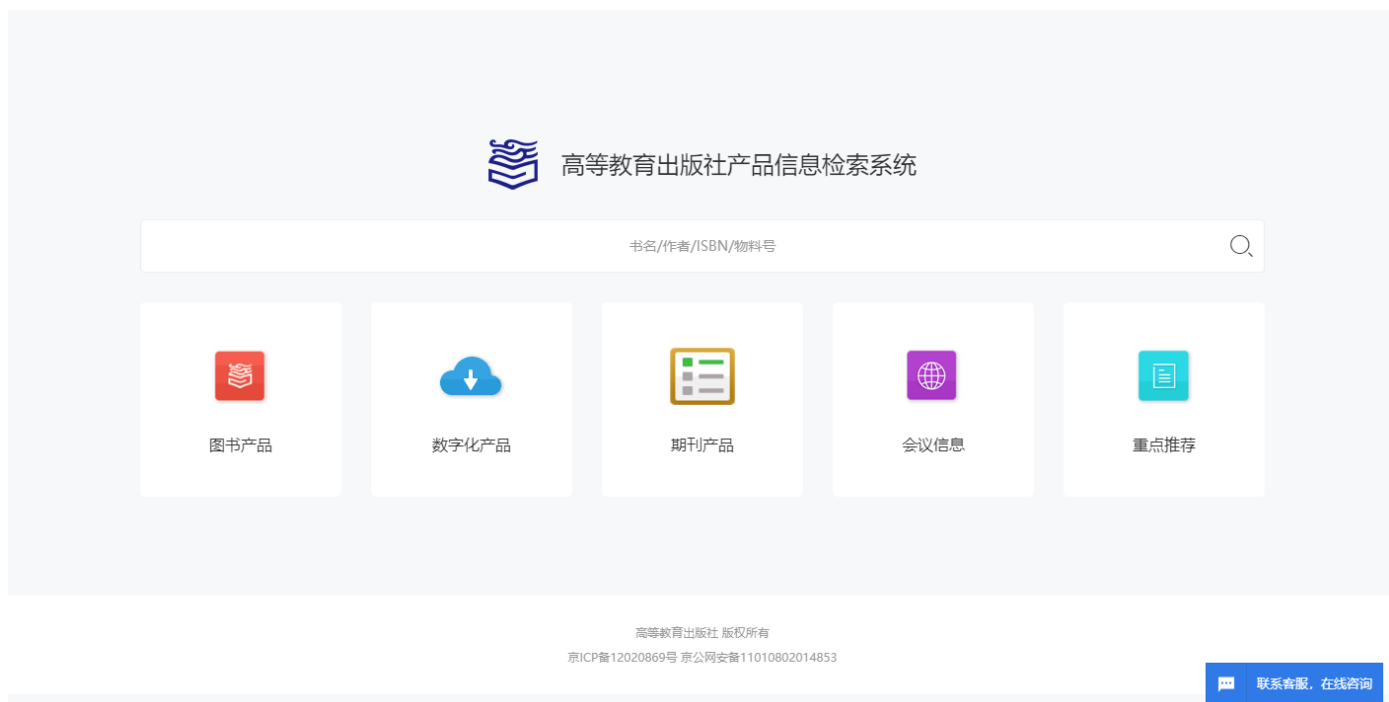 高等教育出版社产品信息检索系统
书名/作者/ISBN/物料号
图书产品
数字化产品
期刊产品
会议信息
重点推荐
高等教育出版社 版权所有
京ICP备12020869号 京公网安备11010802014853
联系客服，在线咨询